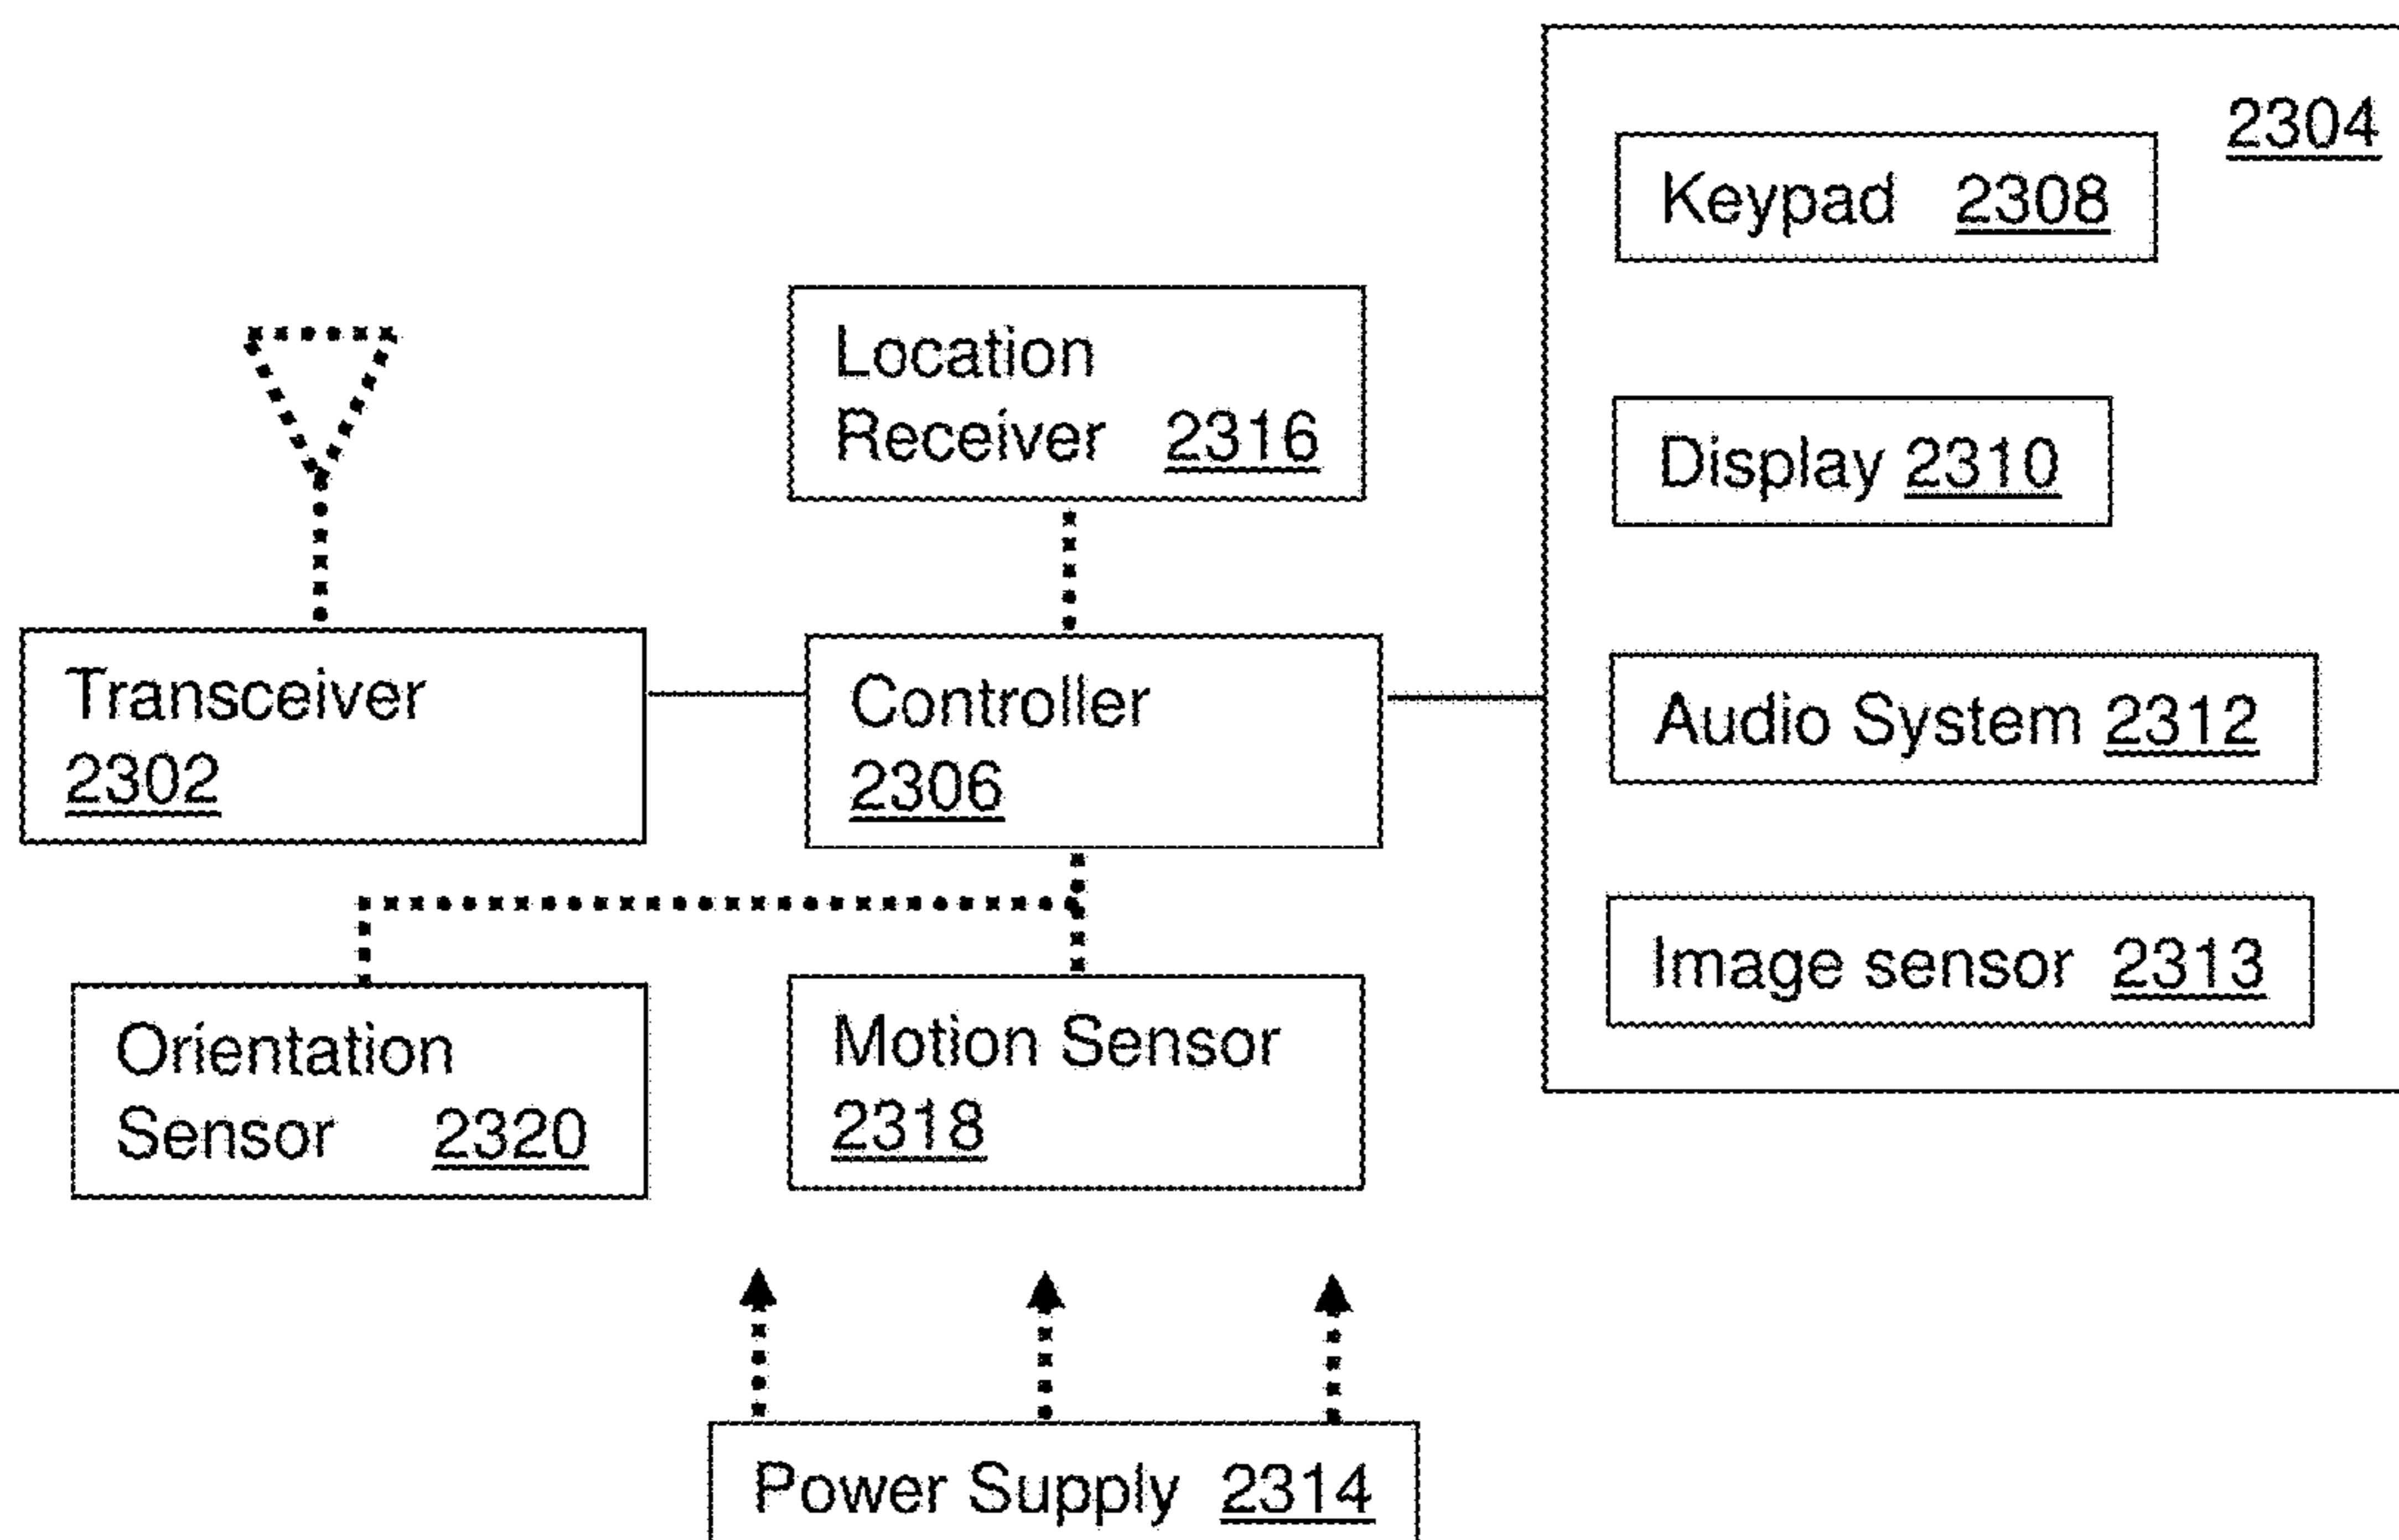 2304
Keypad 2308
Location
Receiver 2316
Display 2310
Transceiver
2302
Controller
2306
Audio System 2312
Image sensor 2313
Orientation
Sensor 2320
Motion Sensor
2318
Power Supply 2314